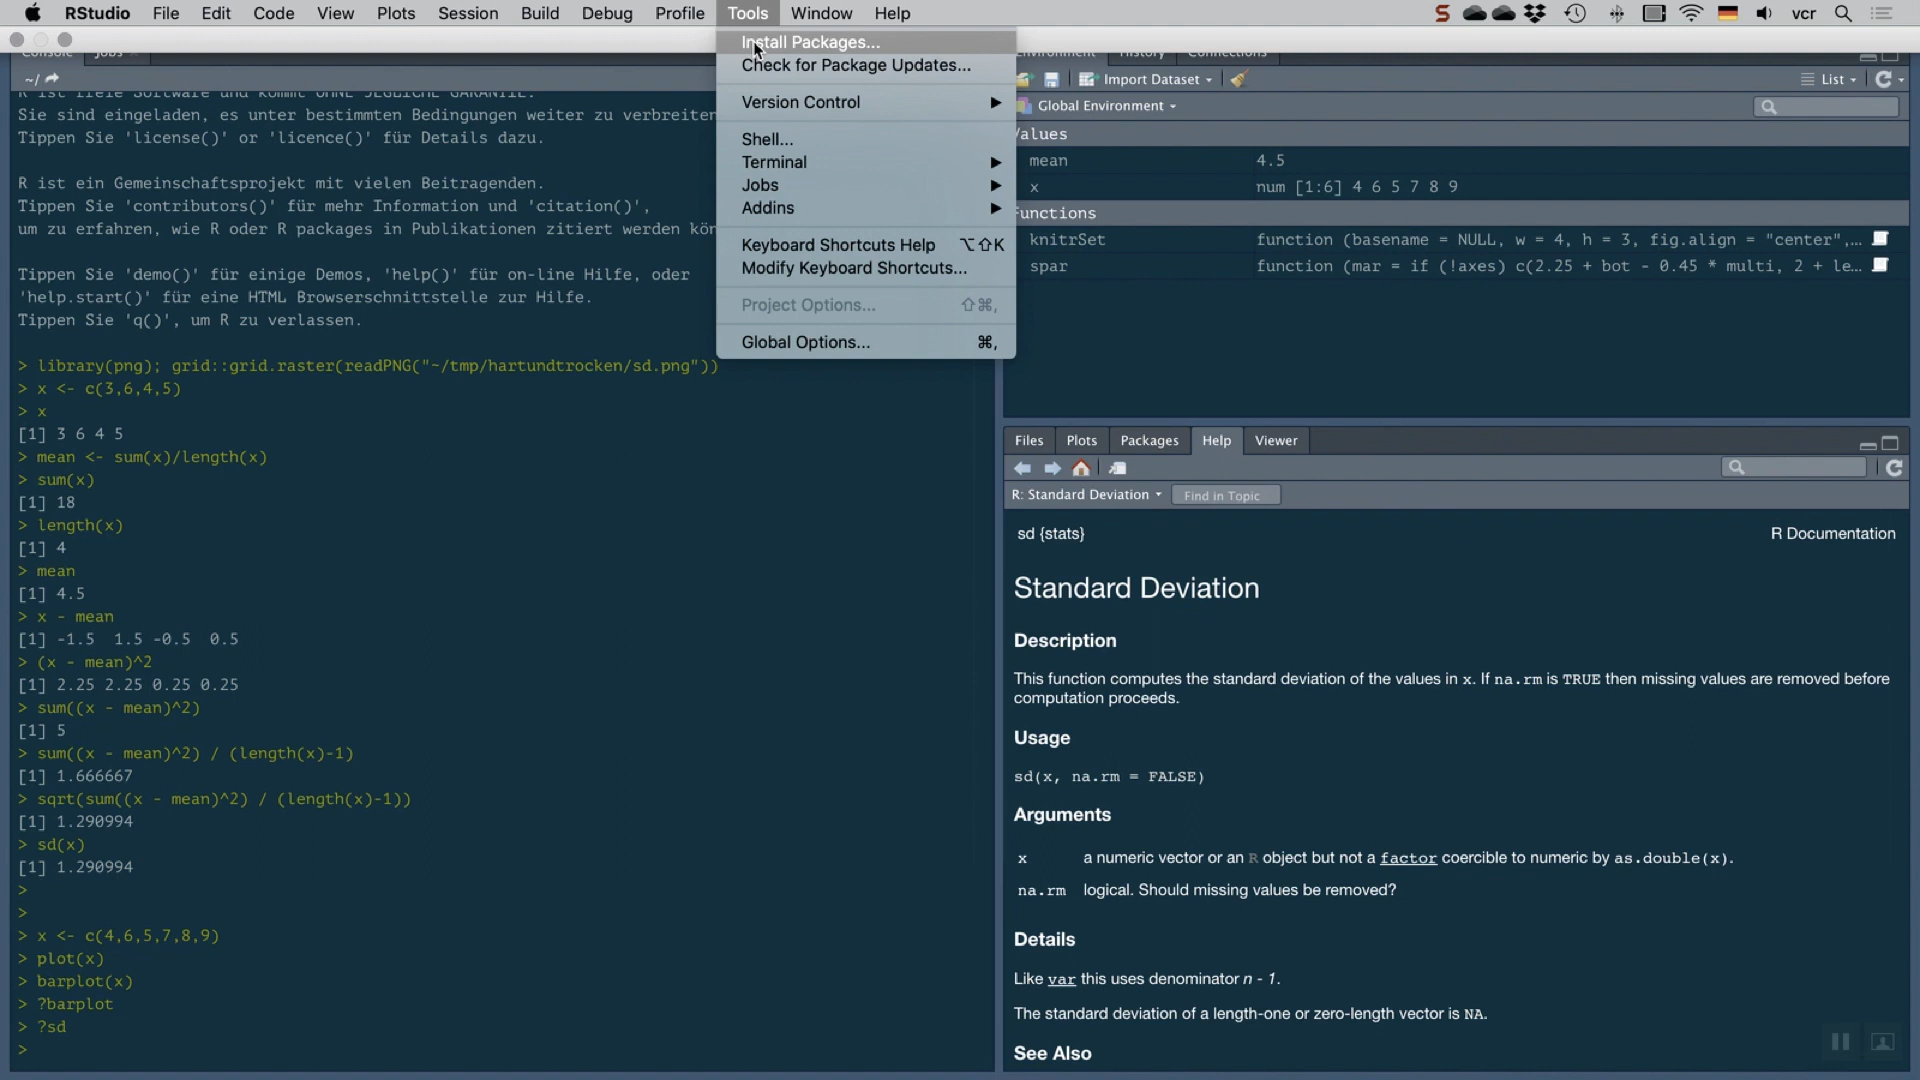 RStudio File Edit Code View Plots Session Build Debug Profile Tools Window Help
vcr
Install Packages...
Check for Package Updates...
Version Control
Shell...
Terminal
Jobs
Addins
Keyboard Shortcuts Help ⌥⇧K
Modify Keyboard Shortcuts...
Project Options... ⇧⌘,
Global Options... ⌘,
Console Jobs
~/
R ist freie Software und kommt OHNE JEGLICHE GARANTIE.
Sie sind eingeladen, es unter bestimmten Bedingungen weiter zu verbreiten
Tippen Sie 'license()' or 'licence()' für Details dazu.
R ist ein Gemeinschaftsprojekt mit vielen Beitragenden.
Tippen Sie 'contributors()' für mehr Information und 'citation()',
um zu erfahren, wie R oder R packages in Publikationen zitiert werden kön
Tippen Sie 'demo()' für einige Demos, 'help()' für on-line Hilfe, oder
'help.start()' für eine HTML Browserschnittstelle zur Hilfe.
Tippen Sie 'q()', um R zu verlassen.
> library(png); grid::grid.raster(readPNG("~/tmp/hartundtrocken/sd.png"))
> x <- c(3,6,4,5)
> x
[1] 3 6 4 5
> mean <- sum(x)/length(x)
> sum(x)
[1] 18
> length(x)
[1] 4
> mean
[1] 4.5
> x - mean
[1] -1.5  1.5 -0.5  0.5
> (x - mean)^2
[1] 2.25 2.25 0.25 0.25
> sum((x - mean)^2)
[1] 5
> sum((x - mean)^2) / (length(x)-1)
[1] 1.666667
> sqrt(sum((x - mean)^2) / (length(x)-1))
[1] 1.290994
> sd(x)
[1] 1.290994
>
>
> x <- c(4,6,5,7,8,9)
> plot(x)
> barplot(x)
> ?barplot
> ?sd
>
Environment History Connections
Import Dataset List
Global Environment
Values
mean 4.5
x num [1:6] 4 6 5 7 8 9
Functions
knitrSet function (basename = NULL, w = 4, h = 3, fig.align = "center",...
spar function (mar = if (!axes) c(2.25 + bot - 0.45 * multi, 2 + le...
Files Plots Packages Help Viewer
R: Standard Deviation Find in Topic
sd {stats} R Documentation
Standard Deviation
Description
This function computes the standard deviation of the values in x. If na.rm is TRUE then missing values are removed before
computation proceeds.
Usage
sd(x, na.rm = FALSE)
Arguments
x a numeric vector or an R object but not a factor coercible to numeric by as.double(x).
na.rm logical. Should missing values be removed?
Details
Like var this uses denominator n - 1.
The standard deviation of a length-one or zero-length vector is NA.
See Also